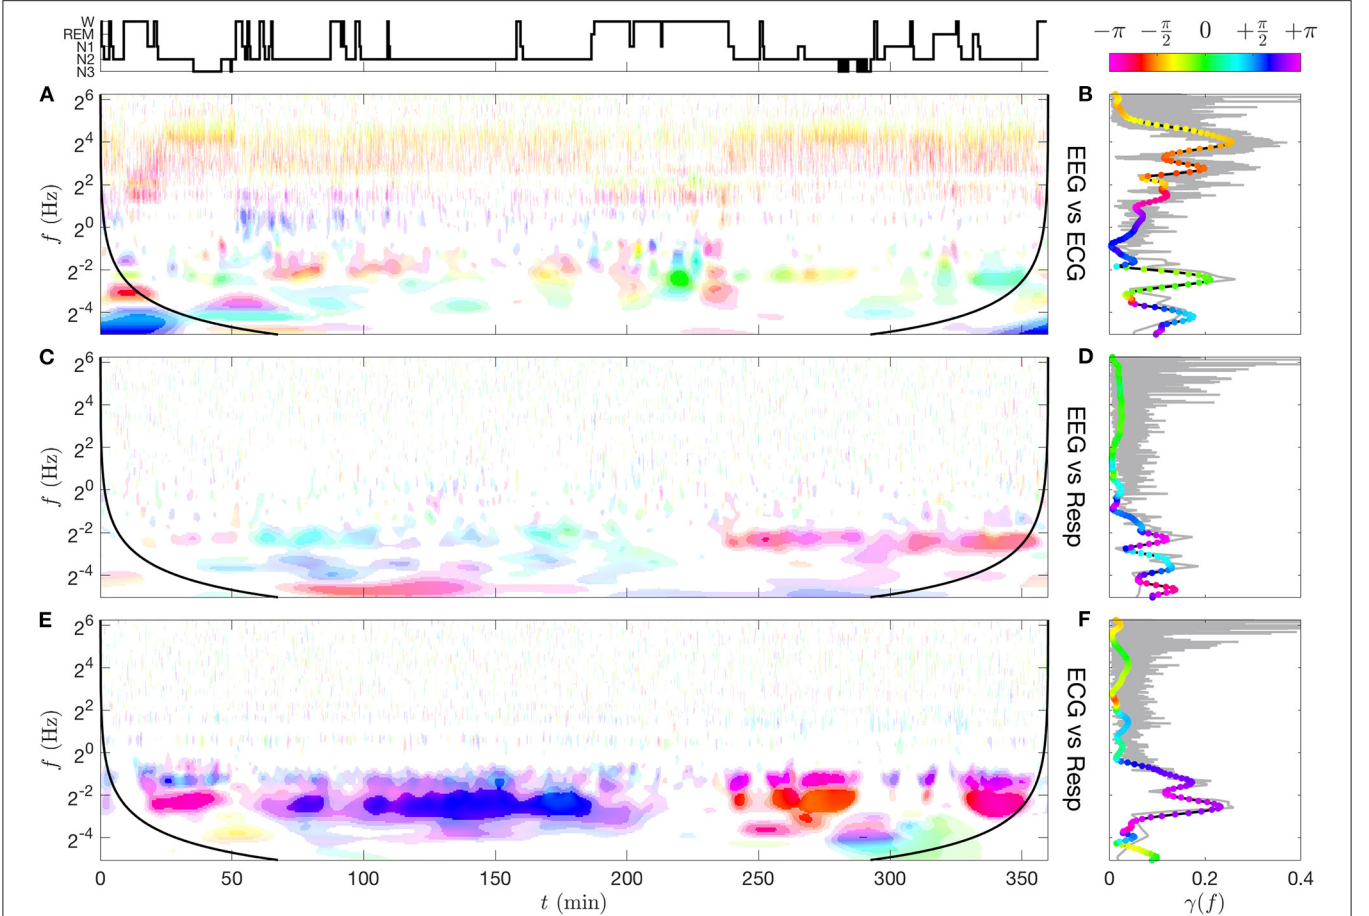 W
REM
N1
N2
N3
−π −π/2 0 +π/2 +π
A
2^6
2^4
2^2
2^0
2^-2
2^-4
f (Hz)
B
EEG vs ECG
C
2^6
2^4
2^2
2^0
2^-2
2^-4
f (Hz)
D
EEG vs Resp
E
2^6
2^4
2^2
2^0
2^-2
2^-4
f (Hz)
0 50 100 150 200 250 300 350
t (min)
F
ECG vs Resp
0 0.2 0.4
γ(f)